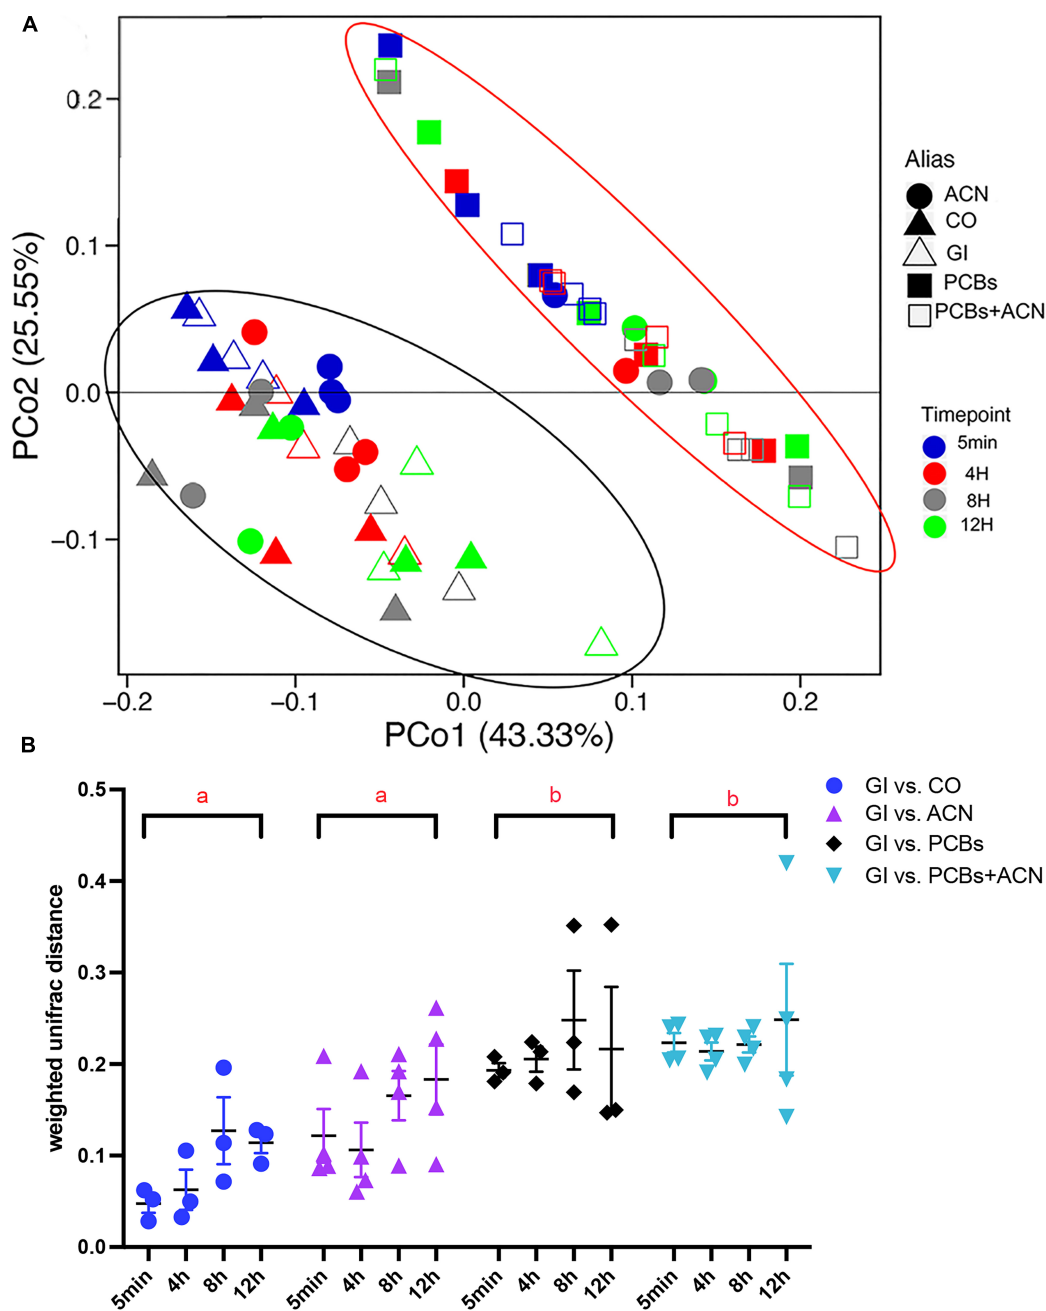 A
PCo2 (25.55%)
0.2
0.1
0.0
−0.1
−0.2
−0.1
0.0
0.1
0.2
PCo1 (43.33%)
Alias
ACN
CO
GI
PCBs
PCBs+ACN
Timepoint
5min
4H
8H
12H
B
weighted unifrac distance
0.5
0.4
0.3
0.2
0.1
0.0
a
a
b
b
GI vs. CO
GI vs. ACN
GI vs. PCBs
GI vs. PCBs+ACN
5min 4h 8h 12h 5min 4h 8h 12h 5min 4h 8h 12h 5min 4h 8h 12h